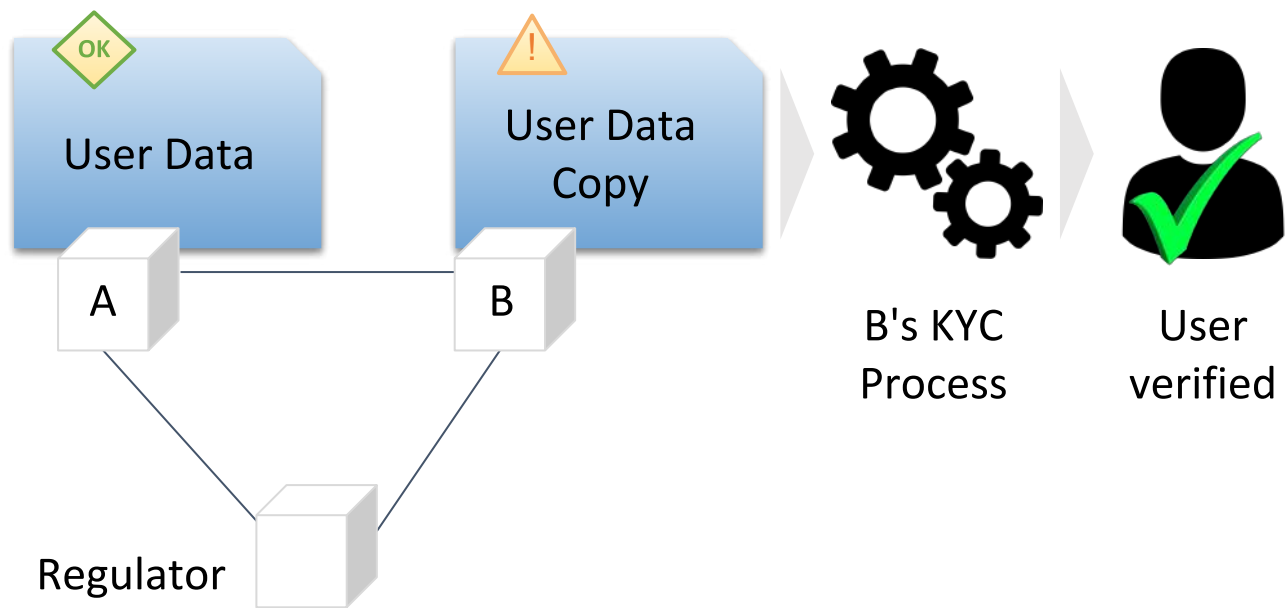 OK
User Data
!
User Data
Copy
A
B
B's KYC
Process
User
verified
Regulator